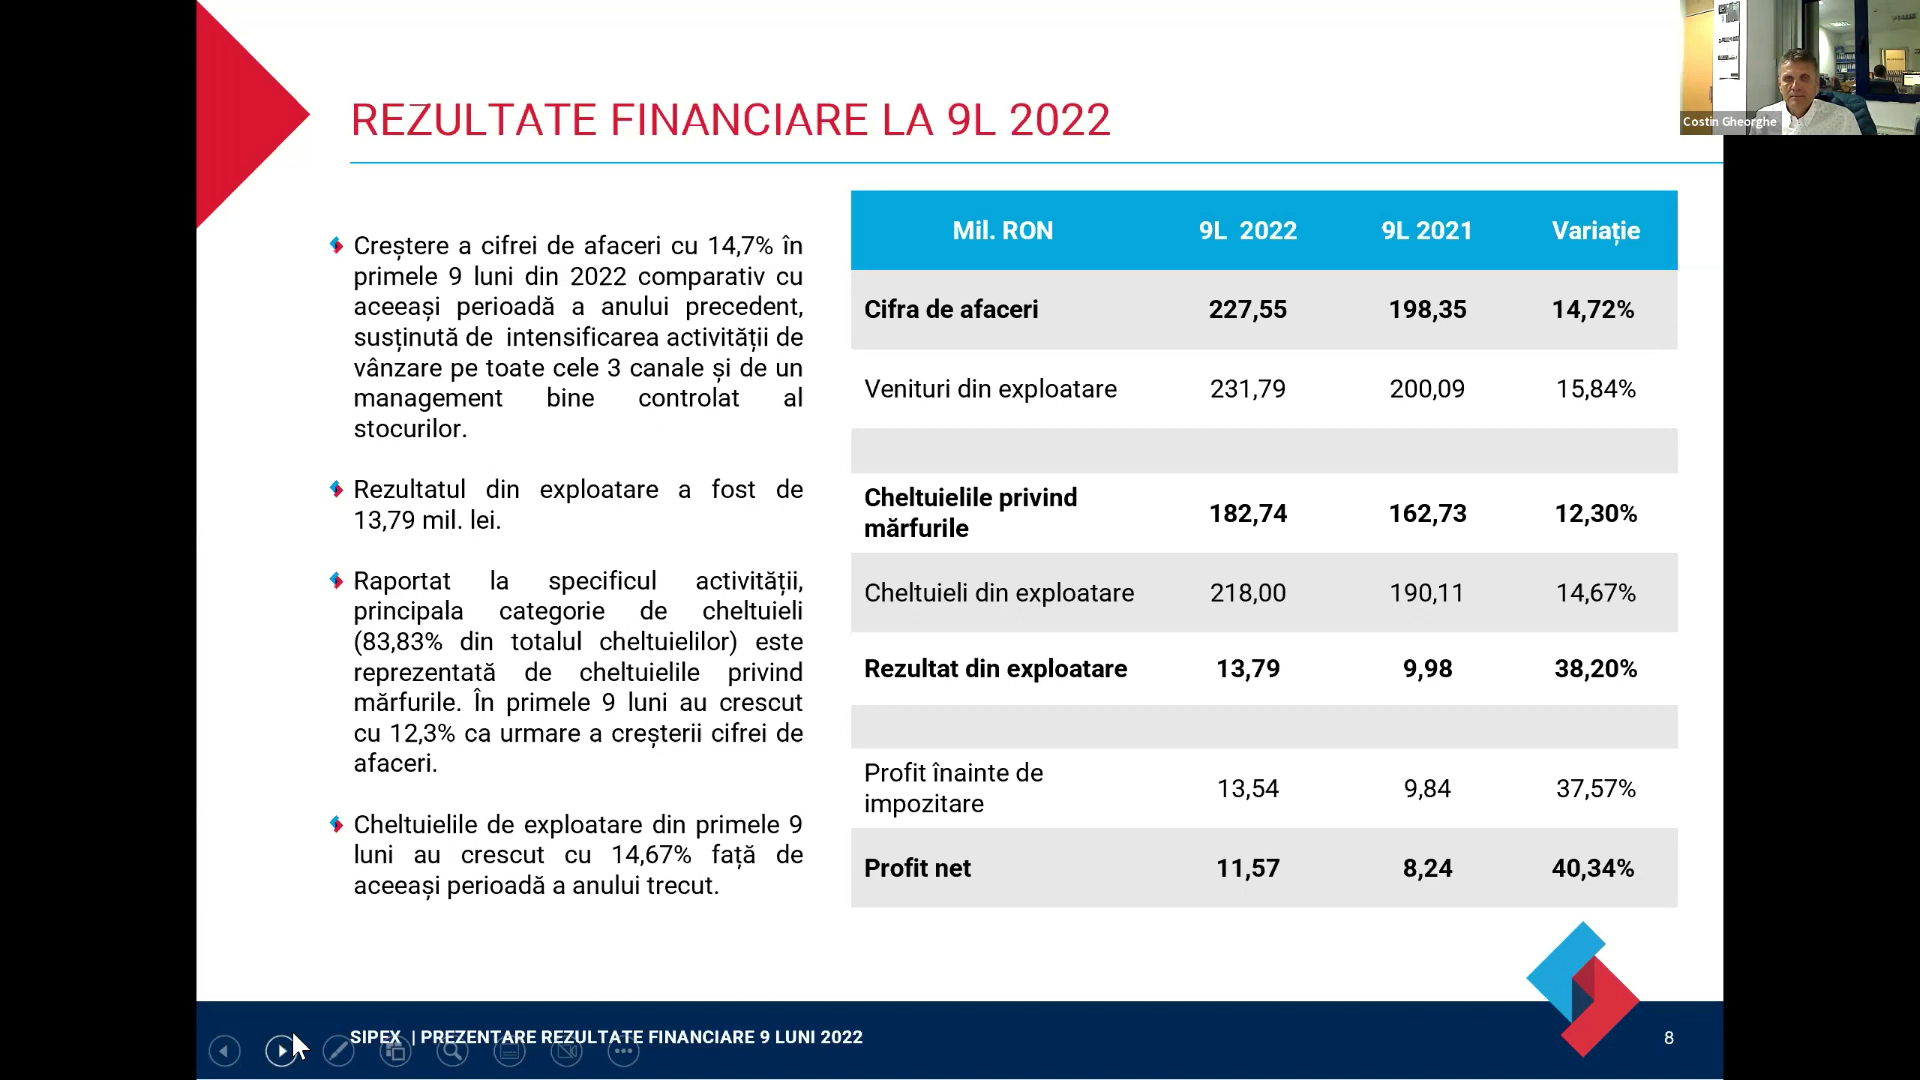 REZULTATE FINANCIARE LA 9L 2022
Costin Gheorghe
Creștere a cifrei de afaceri cu 14,7% în
primele 9 luni din 2022 comparativ cu
aceeași perioadă a anului precedent,
susținută de intensificarea activității de
vânzare pe toate cele 3 canale și de un
management bine controlat al
stocurilor.
Rezultatul din exploatare a fost de
13,79 mil. lei.
Raportat la specificul activității,
principala categorie de cheltuieli
(83,83% din totalul cheltuielilor) este
reprezentată de cheltuielile privind
mărfurile. În primele 9 luni au crescut
cu 12,3% ca urmare a creșterii cifrei de
afaceri.
Cheltuielile de exploatare din primele 9
luni au crescut cu 14,67% față de
aceeași perioadă a anului trecut.
Mil. RON 9L 2022 9L 2021 Variație
Cifra de afaceri 227,55 198,35 14,72%
Venituri din exploatare 231,79 200,09 15,84%
Cheltuielile privind
mărfurile 182,74 162,73 12,30%
Cheltuieli din exploatare 218,00 190,11 14,67%
Rezultat din exploatare 13,79 9,98 38,20%
Profit înainte de
impozitare 13,54 9,84 37,57%
Profit net 11,57 8,24 40,34%
SIPEX | PREZENTARE REZULTATE FINANCIARE 9 LUNI 2022
8